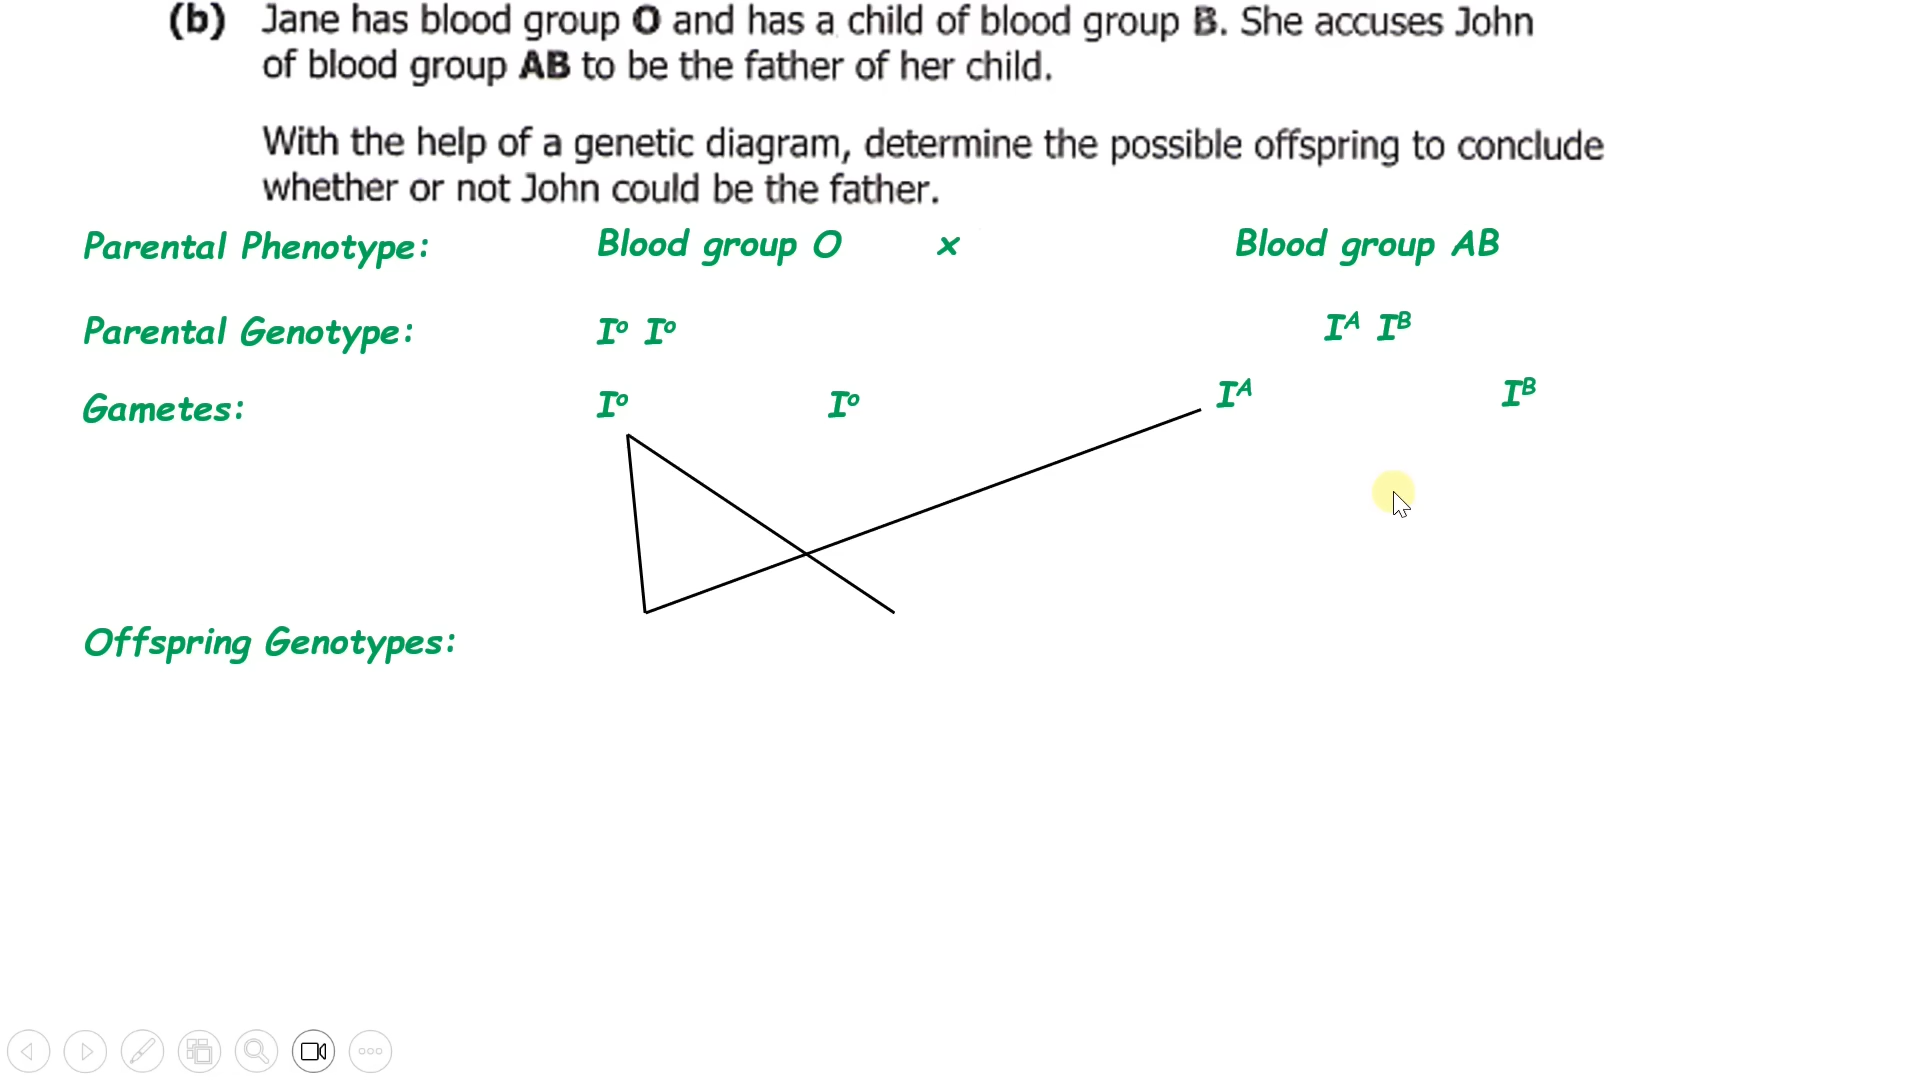 (b) Jane has blood group O and has a child of blood group B. She accuses John
of blood group AB to be the father of her child.
With the help of a genetic diagram, determine the possible offspring to conclude
whether or not John could be the father.
Parental Phenotype: Blood group O x Blood group AB
Parental Genotype: Iᴼ Iᴼ Iᴬ Iᴮ
Gametes: Iᴼ Iᴼ Iᴬ Iᴮ
Offspring Genotypes: